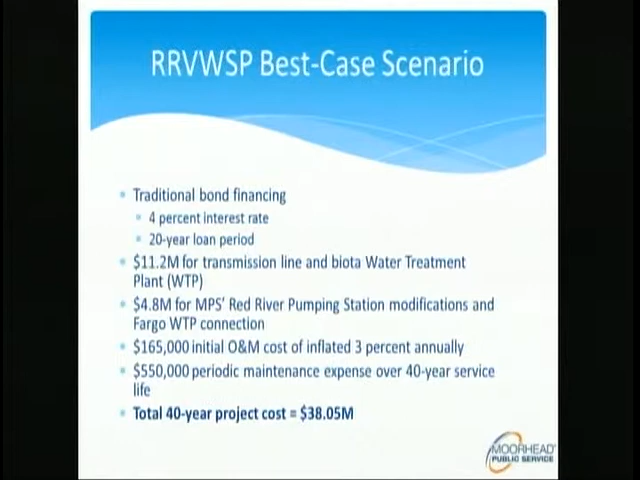 RRVWSP Best-Case Scenario
Traditional bond financing
4 percent interest rate
20-year loan period
$11.2M for transmission line and biota Water Treatment
Plant (WTP)
$4.8M for MPS' Red River Pumping Station modifications and
Fargo WTP connection
$165,000 initial O&M cost of inflated 3 percent annually
$550,000 periodic maintenance expense over 40-year service
life
Total 40-year project cost = $38.05M
MOORHEAD
PUBLIC SERVICE